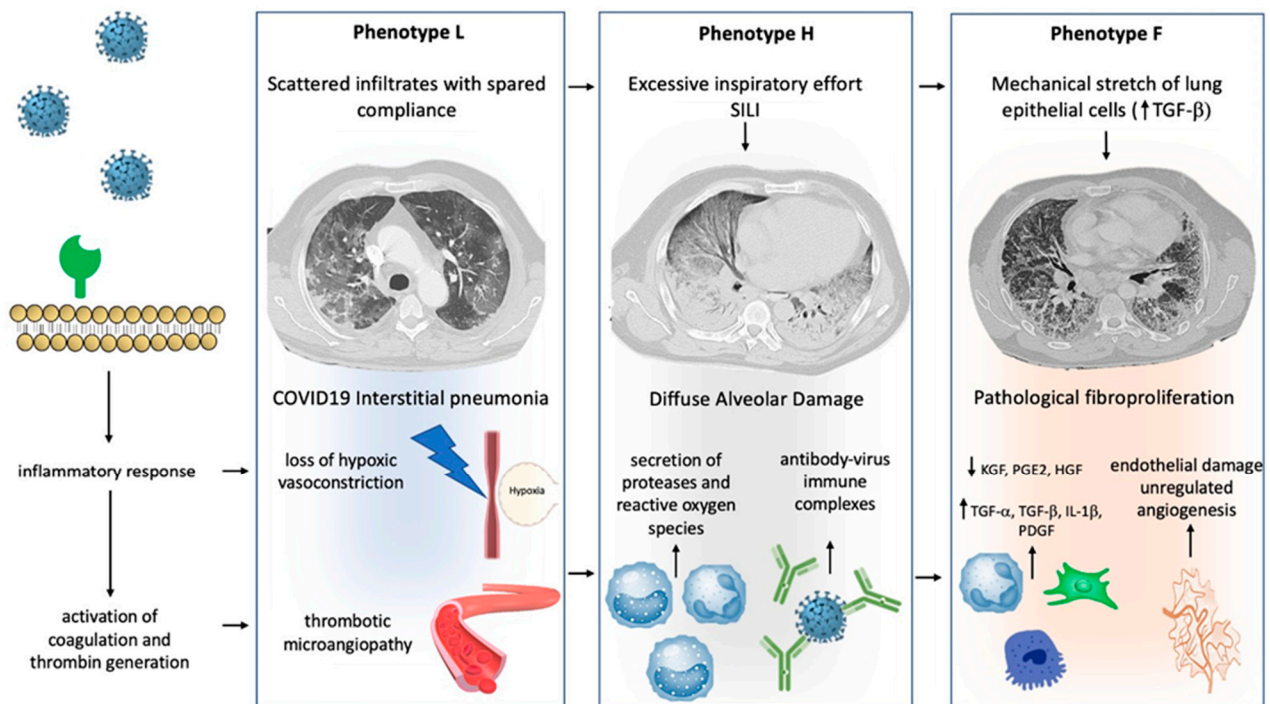 inflammatory response
activation of
coagulation and
thrombin generation
Phenotype L
Scattered infiltrates with spared
compliance
COVID19 Interstitial pneumonia
loss of hypoxic
vasoconstriction
Hypoxia
thrombotic
microangiopathy
Phenotype H
Excessive inspiratory effort
SILI
Diffuse Alveolar Damage
secretion of
proteases and
reactive oxygen
species
antibody-virus
immune
complexes
Phenotype F
Mechanical stretch of lung
epithelial cells (↑TGF-β)
Pathological fibroproliferation
↓ KGF, PGE2, HGF
↑ TGF-α, TGF-β, IL-1β,
PDGF
endothelial damage
unregulated
angiogenesis